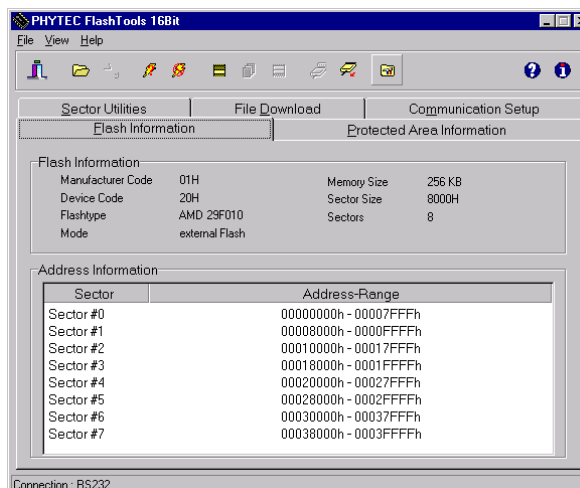 PHYTEC FlashTools 16Bit
File View Help
Sector Utilities File Download Communication Setup
Flash Information Protected Area Information
Flash Information
Manufacturer Code 01H Memory Size 256 KB
Device Code 20H Sector Size 8000H
Flashtype AMD 29F010 Sectors 8
Mode external Flash
Address Information
Sector Address-Range
Sector #0 00000000h - 00007FFFh
Sector #1 00008000h - 0000FFFFh
Sector #2 00010000h - 00017FFFh
Sector #3 00018000h - 0001FFFFh
Sector #4 00020000h - 00027FFFh
Sector #5 00028000h - 0002FFFFh
Sector #6 00030000h - 00037FFFh
Sector #7 00038000h - 0003FFFFh
Connection : RS232